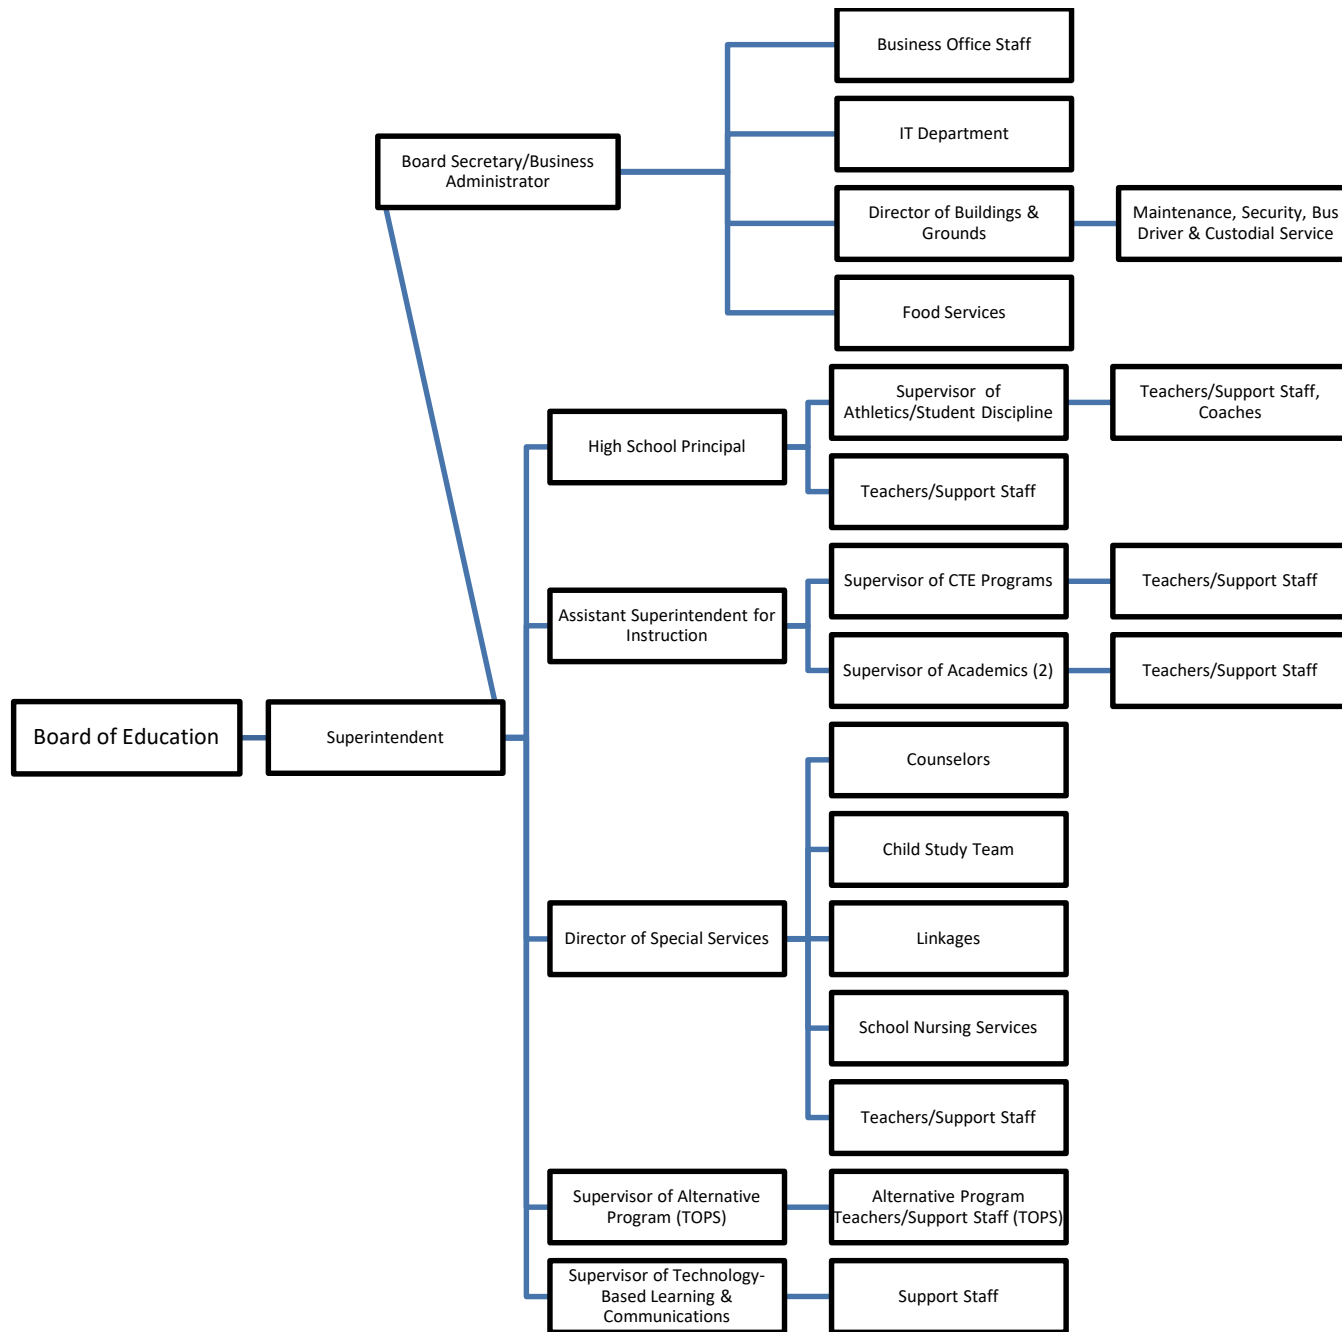 Business Office Staff
IT Department
Board Secretary/Business
Administrator
Director of Buildings &
Grounds
Maintenance, Security, Bus
Driver & Custodial Service
Food Services
Supervisor of
Athletics/Student Discipline
Teachers/Support Staff,
Coaches
High School Principal
Teachers/Support Staff
Supervisor of CTE Programs
Teachers/Support Staff
Assistant Superintendent for
Instruction
Supervisor of Academics (2)
Teachers/Support Staff
Board of Education
Superintendent
Counselors
Child Study Team
Director of Special Services
Linkages
School Nursing Services
Teachers/Support Staff
Supervisor of Alternative
Program (TOPS)
Alternative Program
Teachers/Support Staff (TOPS)
Supervisor of Technology-
Based Learning &
Communications
Support Staff